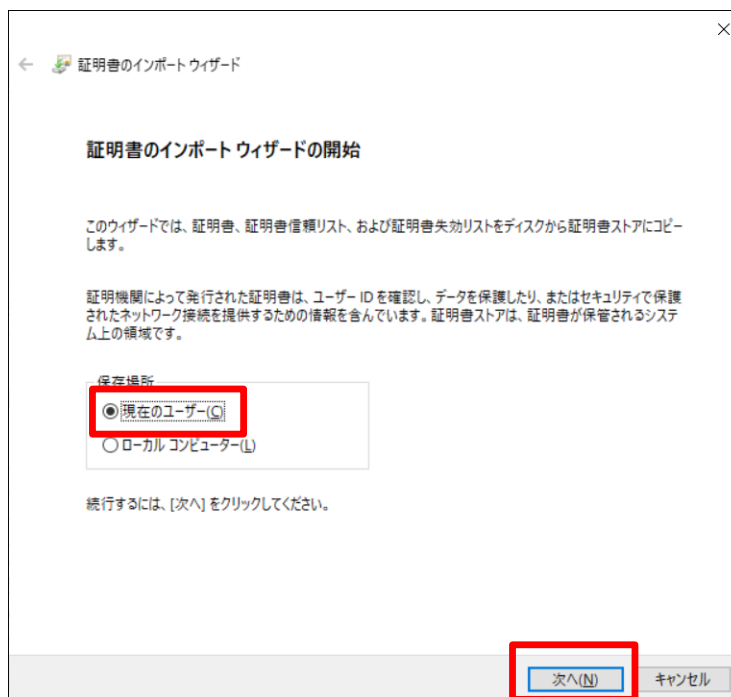 証明書のインポート ウィザード
証明書のインポート ウィザードの開始
このウィザードでは、証明書、証明書信頼リスト、および証明書失効リストをディスクから証明書ストアにコピー
します。
証明機関によって発行された証明書は、ユーザー ID を確認し、データを保護したり、またはセキュリティで保護
されたネットワーク接続を提供するための情報を含んでいます。証明書ストアは、証明書が保管されるシステ
ム上の領域です。
保存場所
現在のユーザー(C)
ローカル コンピューター(L)
続行するには、[次へ] をクリックしてください。
次へ(N)
キャンセル